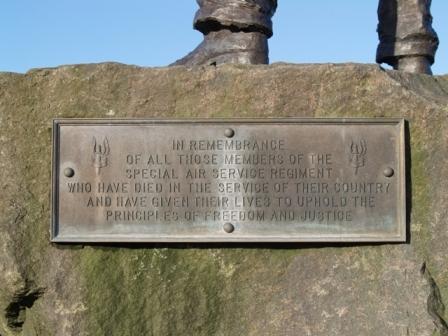 IN REMEMBRANCE
OF ALL THOSE MEMBERS OF THE
SPECIAL AIR SERVICE REGIMENT
WHO HAVE DIED IN THE SERVICE OF THEIR COUNTRY
AND HAVE GIVEN THEIR LIVES TO UPHOLD THE
PRINCIPLES OF FREEDOM AND JUSTICE